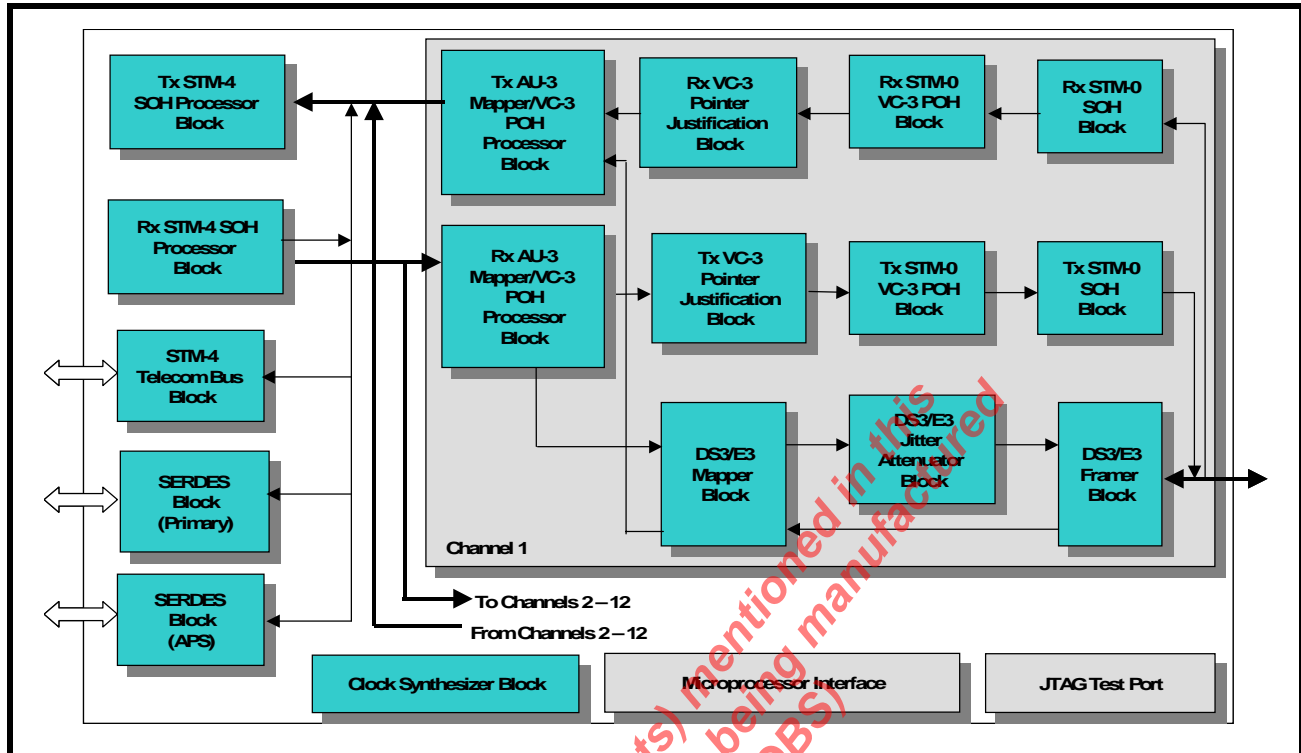 Tx STM-4
SOH Processor
Block
Tx AU-3
Mapper/VC-3
POH
Processor
Block
Rx VC-3
Pointer
Justification
Block
Rx STM-0
VC-3 POH
Block
Rx STM-0
SOH
Block
Rx STM-4 SOH
Processor
Block
Rx AU-3
Mapper/VC-3
POH
Processor
Block
Tx VC-3
Pointer
Justification
Block
Tx STM-0
VC-3 POH
Block
Tx STM-0
SOH
Block
STM-4
Telecom Bus
Block
DS3/E3
Mapper
Block
DS3/E3
Jitter
Attenuator
Block
DS3/E3
Framer
Block
SERDES
Block
(Primary)
Channel 1
SERDES
Block
(APS)
To Channels 2 – 12
From Channels 2 – 12
Clock Synthesizer Block
Microprocessor Interface
JTAG Test Port
mentioned in this
being manufactured